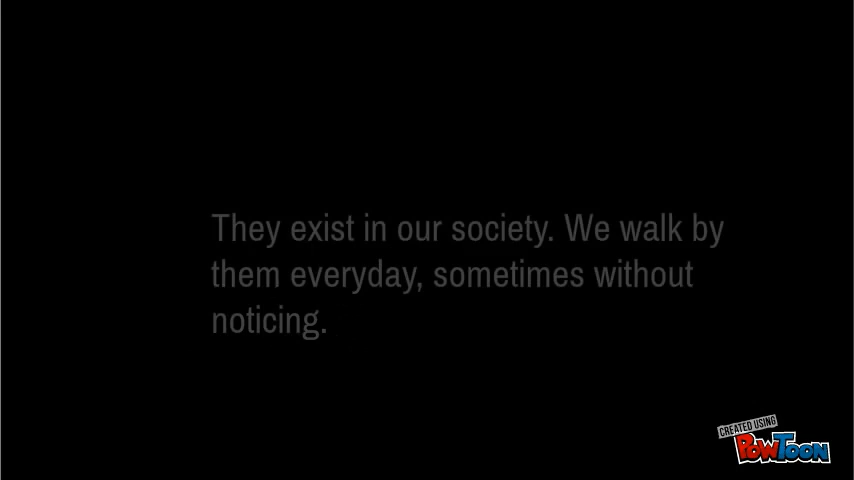 They exist in our society. We walk by
them everyday, sometimes without
noticing.
CREATED USING
POWTOON